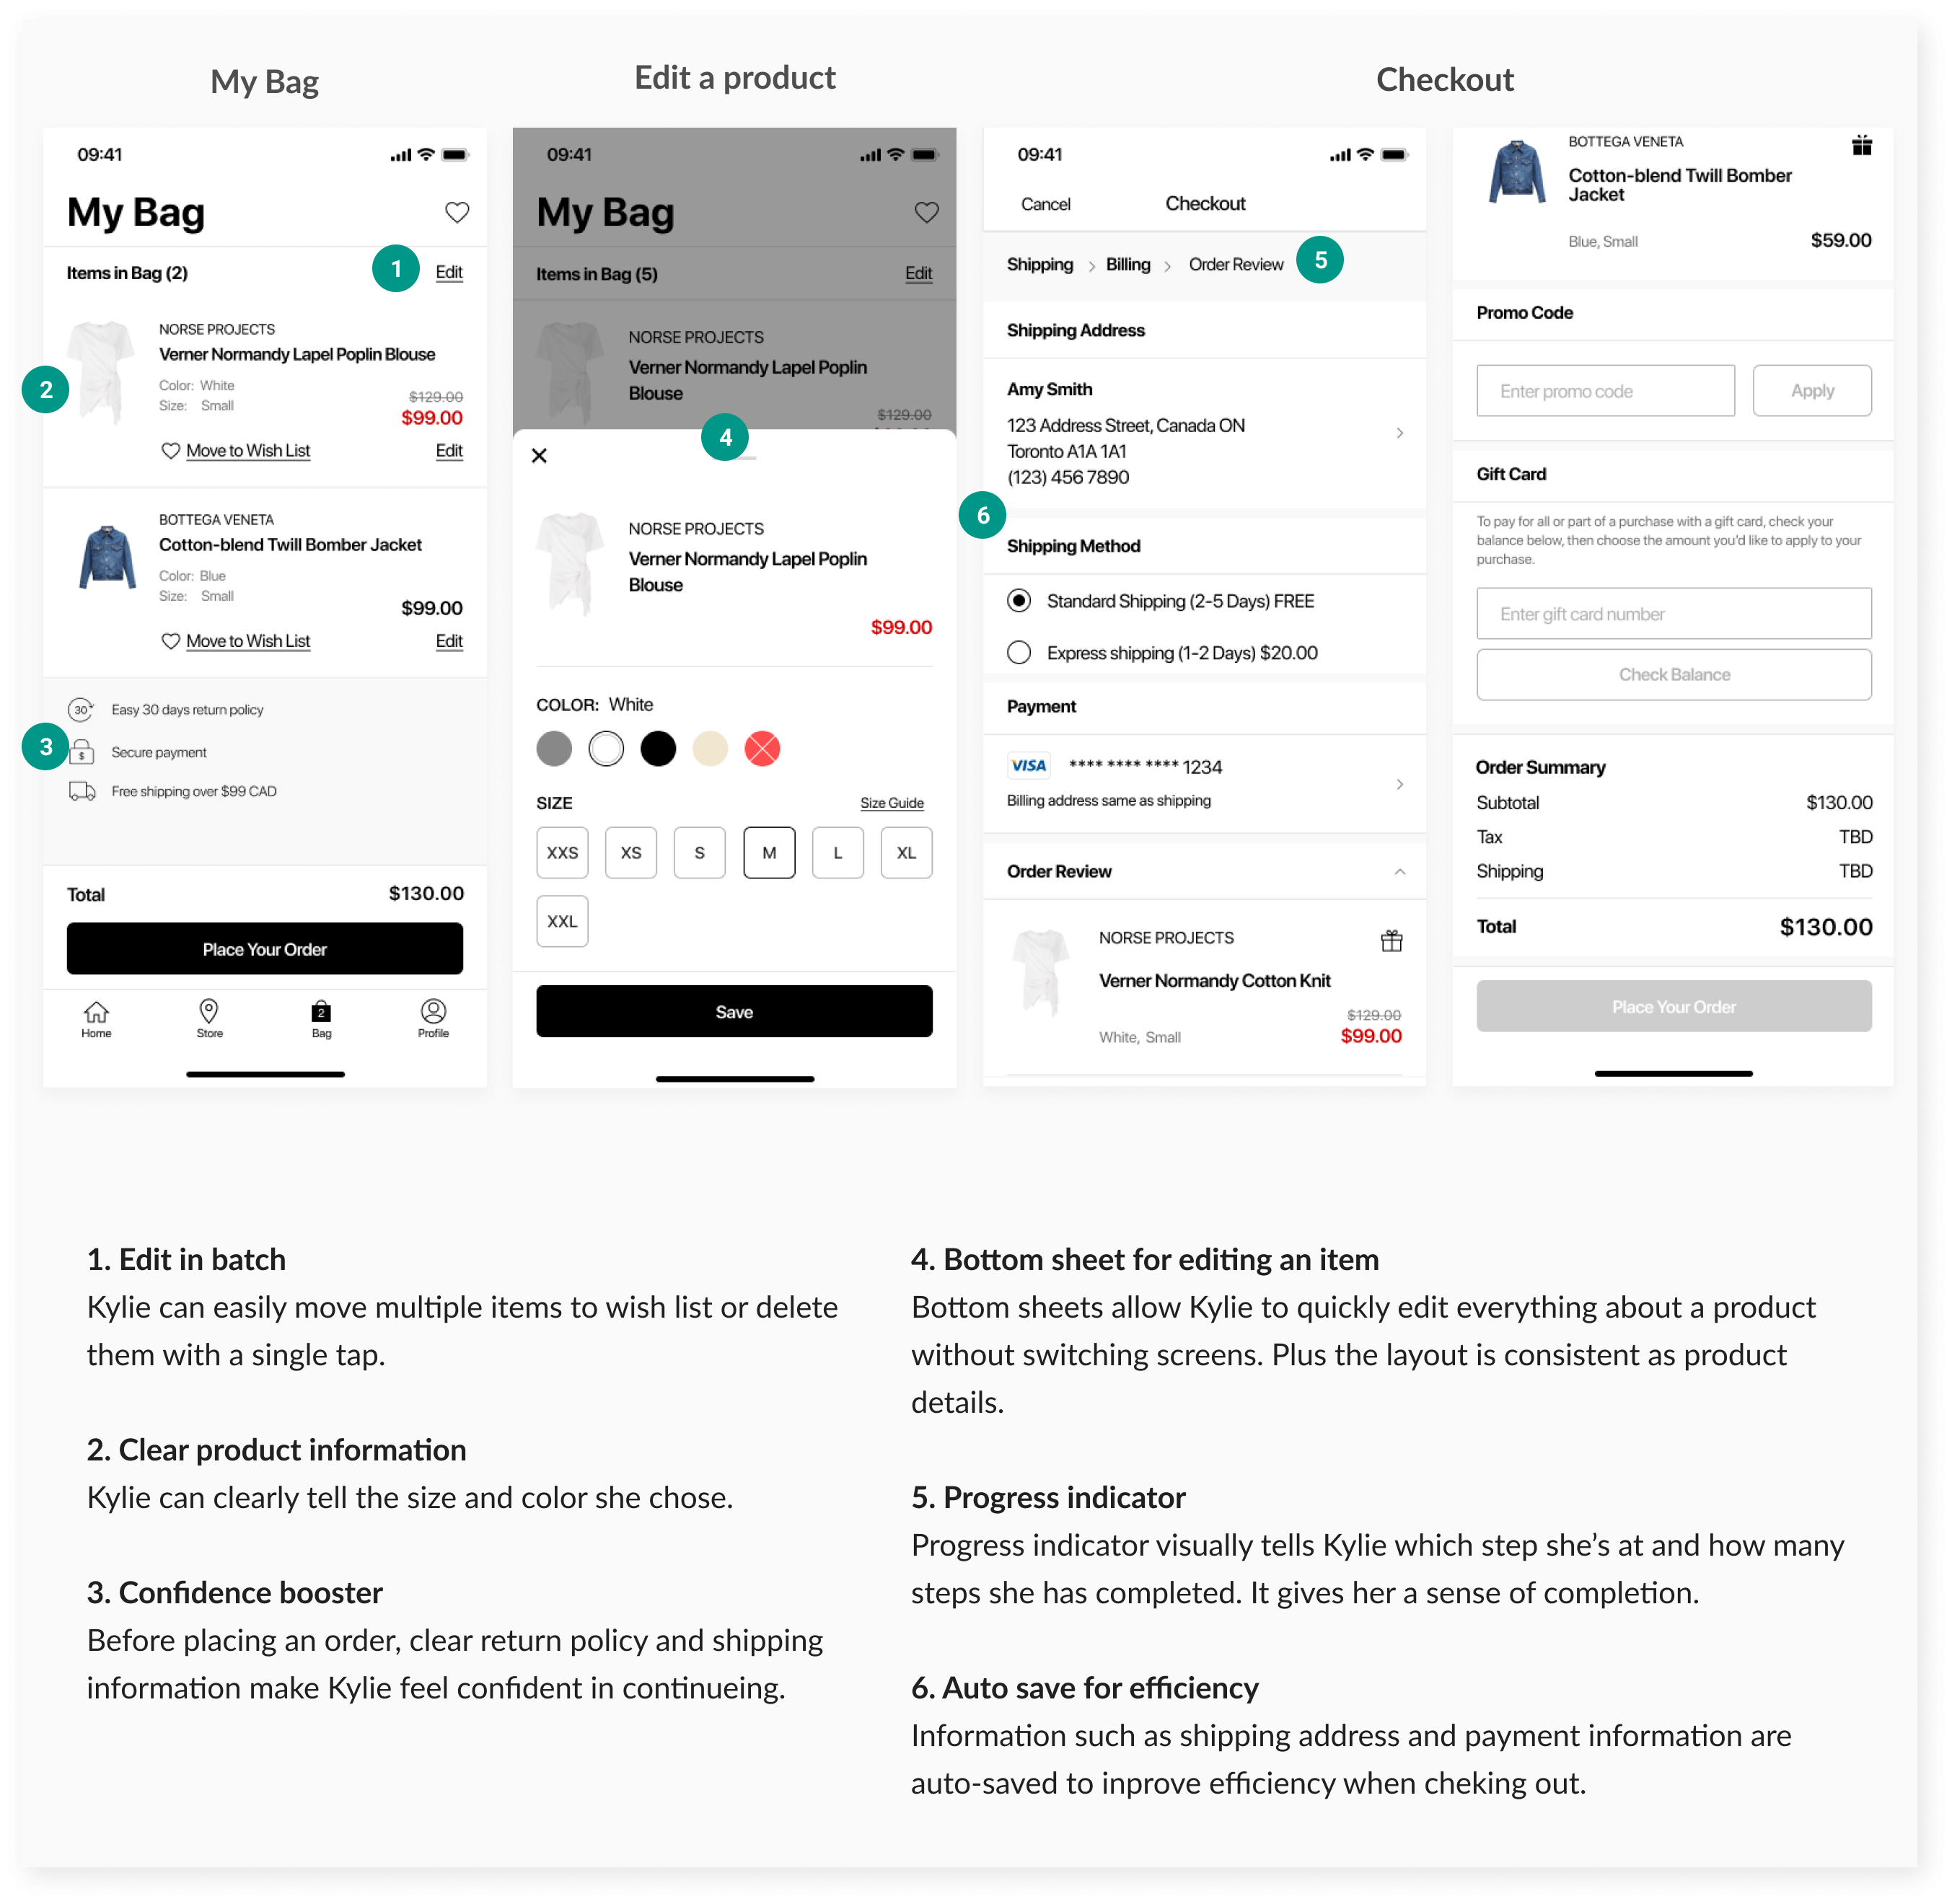 My Bag
Edit a product
Checkout
09:41
My Bag
Items in Bag (2)
1
Edit
NORSE PROJECTS
Verner Normandy Lapel Poplin Blouse
2
Color: White
Size: Small
$129.00
$99.00
Move to Wish List
Edit
BOTTEGA VENETA
Cotton-blend Twill Bomber Jacket
Color: Blue
Size: Small
$99.00
Move to Wish List
Edit
30
Easy 30 days return policy
3
$
Secure payment
Free shipping over $99 CAD
Total
$130.00
Place Your Order
2
Home
Store
Bag
Profile
09:41
My Bag
Items in Bag (5)
Edit
NORSE PROJECTS
Verner Normandy Lapel Poplin
Blouse
$129.00
4
NORSE PROJECTS
Verner Normandy Lapel Poplin
Blouse
$99.00
COLOR: White
SIZE
Size Guide
XXS
XS
S
M
L
XL
XXL
Save
09:41
Cancel
Checkout
Shipping
Billing
Order Review
5
Shipping Address
Amy Smith
123 Address Street, Canada ON
Toronto A1A 1A1
(123) 456 7890
6
Shipping Method
Standard Shipping (2-5 Days) FREE
Express shipping (1-2 Days) $20.00
Payment
VISA
**** **** **** 1234
Billing address same as shipping
Order Review
NORSE PROJECTS
Verner Normandy Cotton Knit
$129.00
White, Small
$99.00
BOTTEGA VENETA
Cotton-blend Twill Bomber
Jacket
Blue, Small
$59.00
Promo Code
Enter promo code
Apply
Gift Card
To pay for all or part of a purchase with a gift card, check your
balance below, then choose the amount you'd like to apply to your
purchase.
Enter gift card number
Check Balance
Order Summary
Subtotal
$130.00
Tax
TBD
Shipping
TBD
Total
$130.00
Place Your Order
1. Edit in batch
Kylie can easily move multiple items to wish list or delete
them with a single tap.
2. Clear product information
Kylie can clearly tell the size and color she chose.
3. Confidence booster
Before placing an order, clear return policy and shipping
information make Kylie feel confident in continueing.
4. Bottom sheet for editing an item
Bottom sheets allow Kylie to quickly edit everything about a product
without switching screens. Plus the layout is consistent as product
details.
5. Progress indicator
Progress indicator visually tells Kylie which step she's at and how many
steps she has completed. It gives her a sense of completion.
6. Auto save for efficiency
Information such as shipping address and payment information are
auto-saved to inprove efficiency when cheking out.